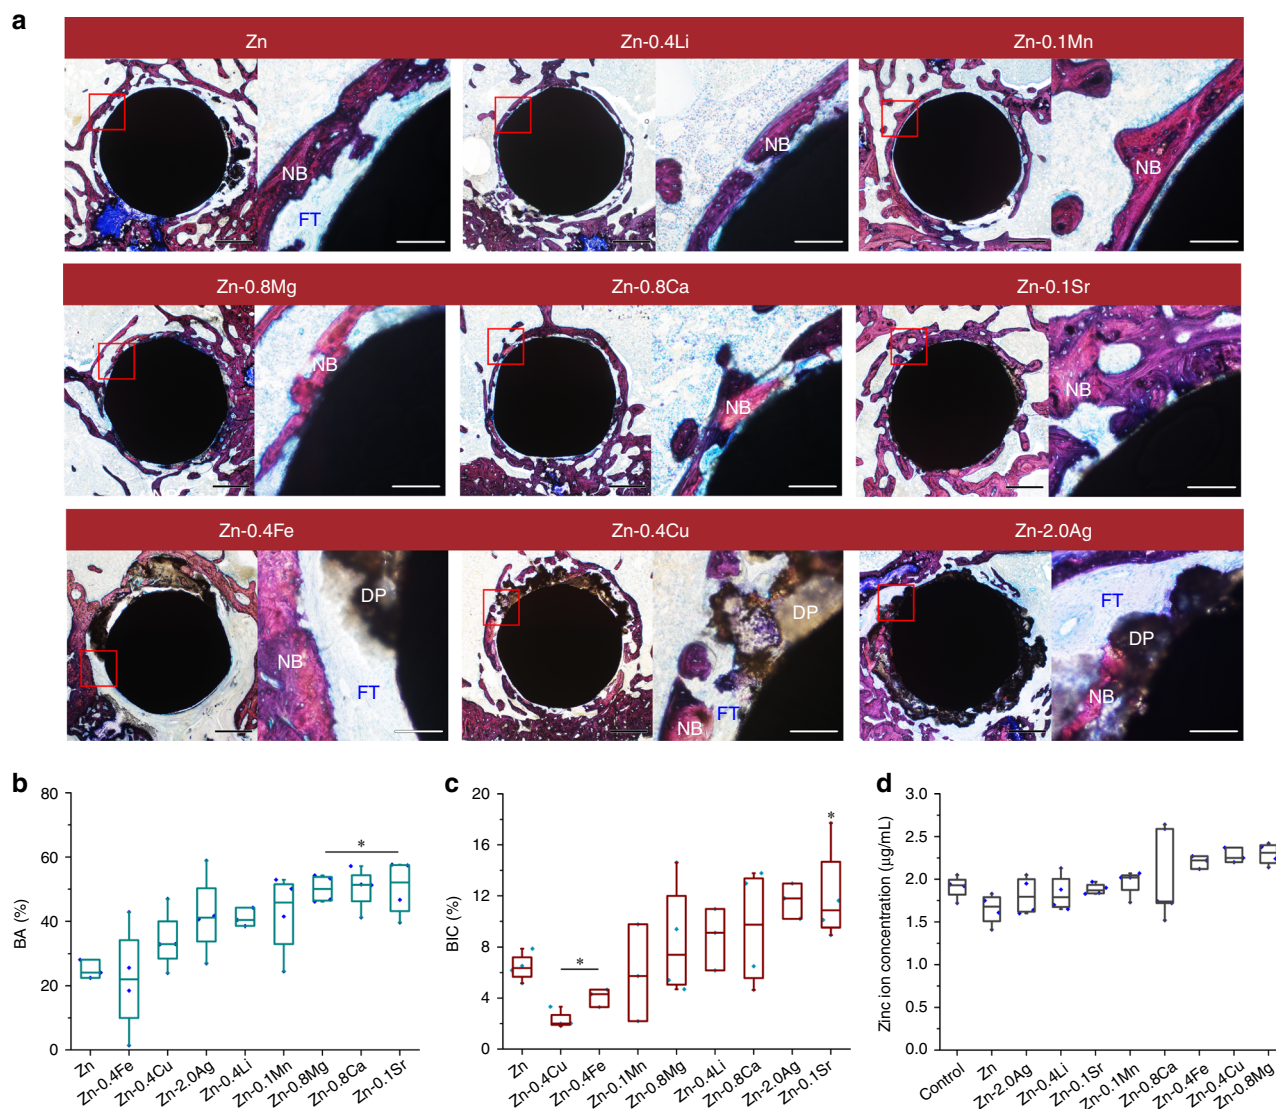 a
Zn Zn-0.4Li Zn-0.1Mn
NB FT NB NB
Zn-0.8Mg Zn-0.8Ca Zn-0.1Sr
NB NB NB
Zn-0.4Fe Zn-0.4Cu Zn-2.0Ag
DP NB FT DP NB FT FT DP NB
b
BA (%)
80
60
40
20
0
*
Zn Zn-0.4Fe Zn-0.4Cu Zn-2.0Ag Zn-0.4Li Zn-0.1Mn Zn-0.8Mg Zn-0.8Ca Zn-0.1Sr
c
BIC (%)
20
16
12
8
4
0
* *
Zn Zn-0.4Cu Zn-0.4Fe Zn-0.1Mn Zn-0.8Mg Zn-0.4Li Zn-0.8Ca Zn-2.0Ag Zn-0.1Sr
d
Zinc ion concentration (µg/mL)
3.0
2.5
2.0
1.5
1.0
0.5
0.0
Control Zn Zn-2.0Ag Zn-0.4Li Zn-0.1Sr Zn-0.1Mn Zn-0.8Ca Zn-0.4Fe Zn-0.4Cu Zn-0.8Mg